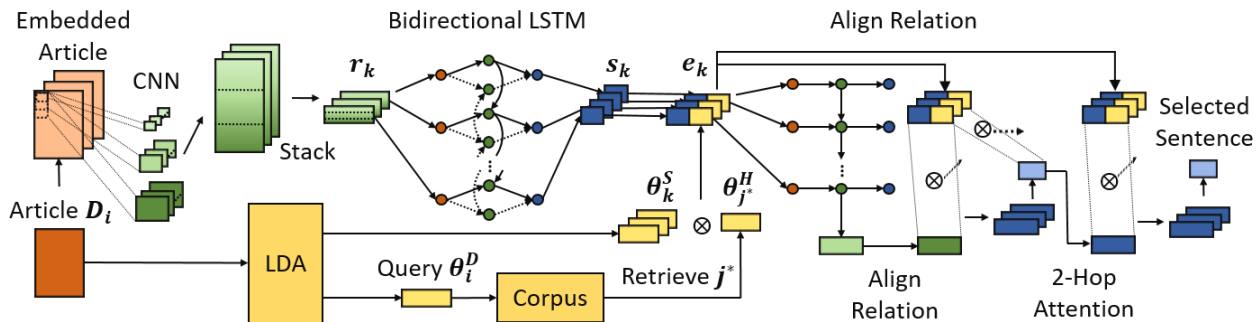 Embedded
Article
CNN
Stack
Article D_i
Bidirectional LSTM
r_k
s_k
e_k
Align Relation
θ_k^S
⊗
θ_{j*}^H
LDA
Query θ_i^D
Corpus
Retrieve j*
⊗
⊗
⊗
Selected
Sentence
Align
Relation
2-Hop
Attention